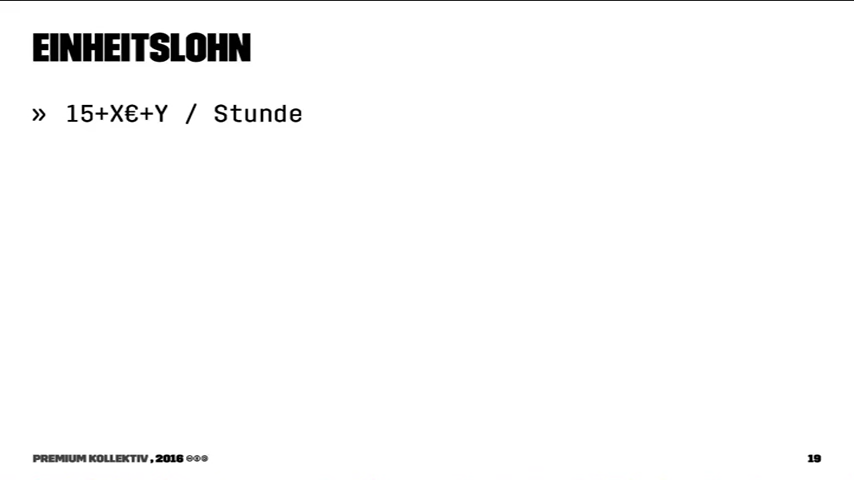 EINHEITSLOHN
» 15+X€+Y / Stunde
PREMIUM KOLLEKTIV, 2016
19